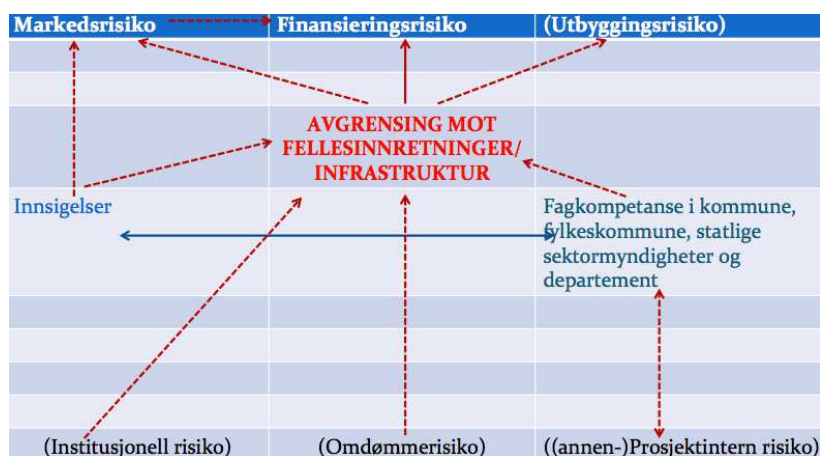 Markedsrisiko
Finansieringsrisiko
(Utbyggingsrisiko)
AVGRENSING MOT
FELLESINNRETNINGER/
INFRASTRUKTUR
Innsigelser
Fagkompetanse i kommune,
fylkeskommune, statlige
sektormyndigheter og
departement
(Institusjonell risiko)
(Omdømmerisiko)
((annen-)Prosjektintern risiko)